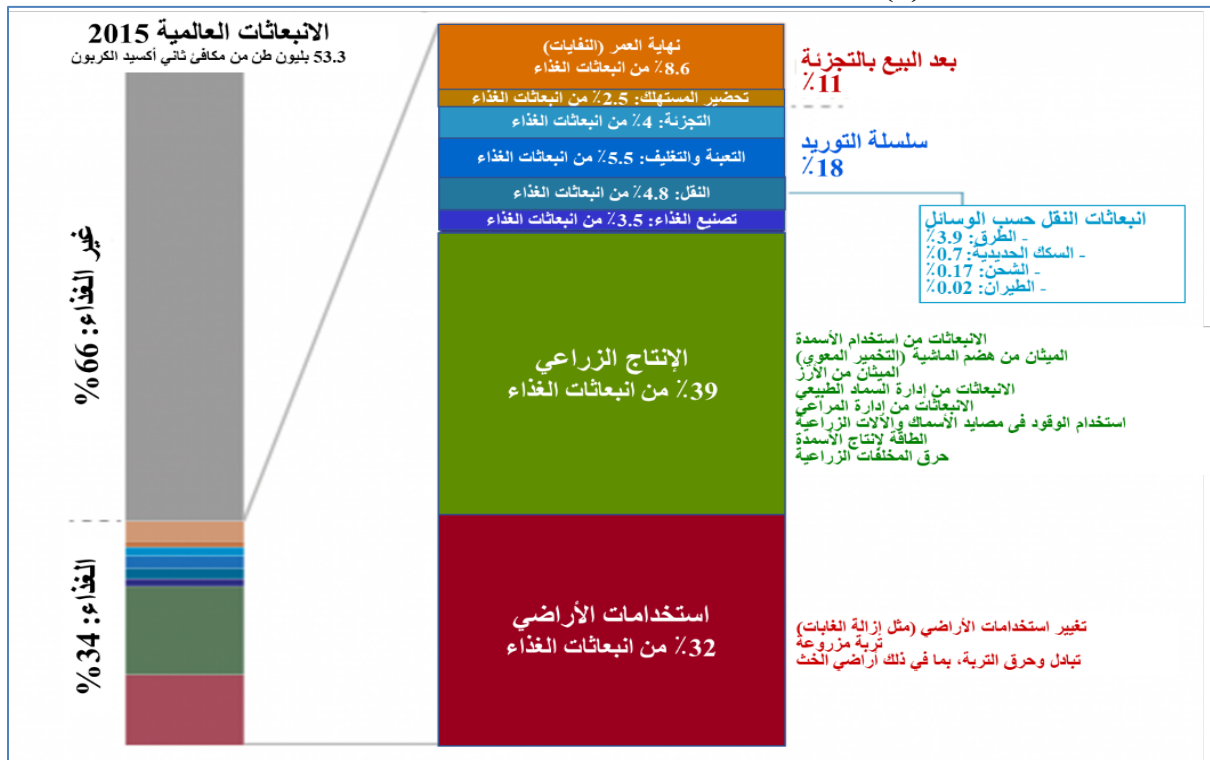 الانبعاثات العالمية 2015
53.3 بليون طن من مكافئ ثاني أكسيد الكربون
غير الغذاء: 66%
الغذاء: 34%
نهاية العمر (النفايات)
8.6٪ من انبعاثات الغذاء
تحضير المستهلك: 2.5٪ من انبعاثات الغذاء
التجزئة: 4٪ من انبعاثات الغذاء
التعبئة والتغليف: 5.5٪ من انبعاثات الغذاء
النقل: 4.8٪ من انبعاثات الغذاء
تصنيع الغذاء: 3.5٪ من انبعاثات الغذاء
الإنتاج الزراعي
39٪ من انبعاثات الغذاء
استخدامات الأراضي
32٪ من انبعاثات الغذاء
بعد البيع بالتجزئة
11٪
سلسلة التوريد
18٪
انبعاثات النقل حسب الوسائل
- الطرق: 3.9٪
- السكك الحديدية: 0.7٪
- الشحن: 0.17٪
- الطيران: 0.02٪
الانبعاثات من استخدام الأسمدة
الميثان من هضم الماشية (التخمير المعوي)
الميثان من الأرز
الانبعاثات من إدارة السماد الطبيعي
الانبعاثات من إدارة المراعي
استخدام الوقود في مصايد الأسماك والآلات الزراعية
الطاقة لإنتاج الأسمدة
حرق المخلفات الزراعية
تغيير استخدامات الأراضي (مثل إزالة الغابات)
تربة مزروعة
تبادل وحرق التربة، بما في ذلك أراضي الخث